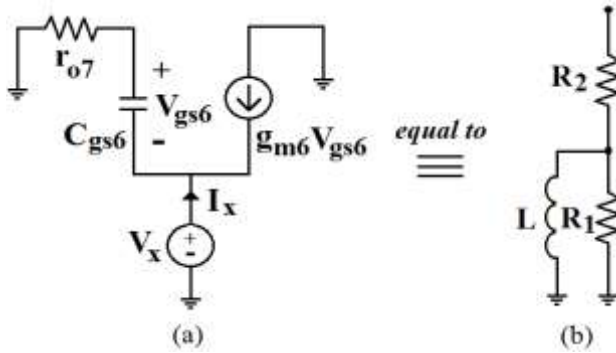 r_o7
+
V_gs6
C_gs6
-
g_m6V_gs6
I_x
V_x
+
-
(a)
equal to
R_2
L
R_1
(b)